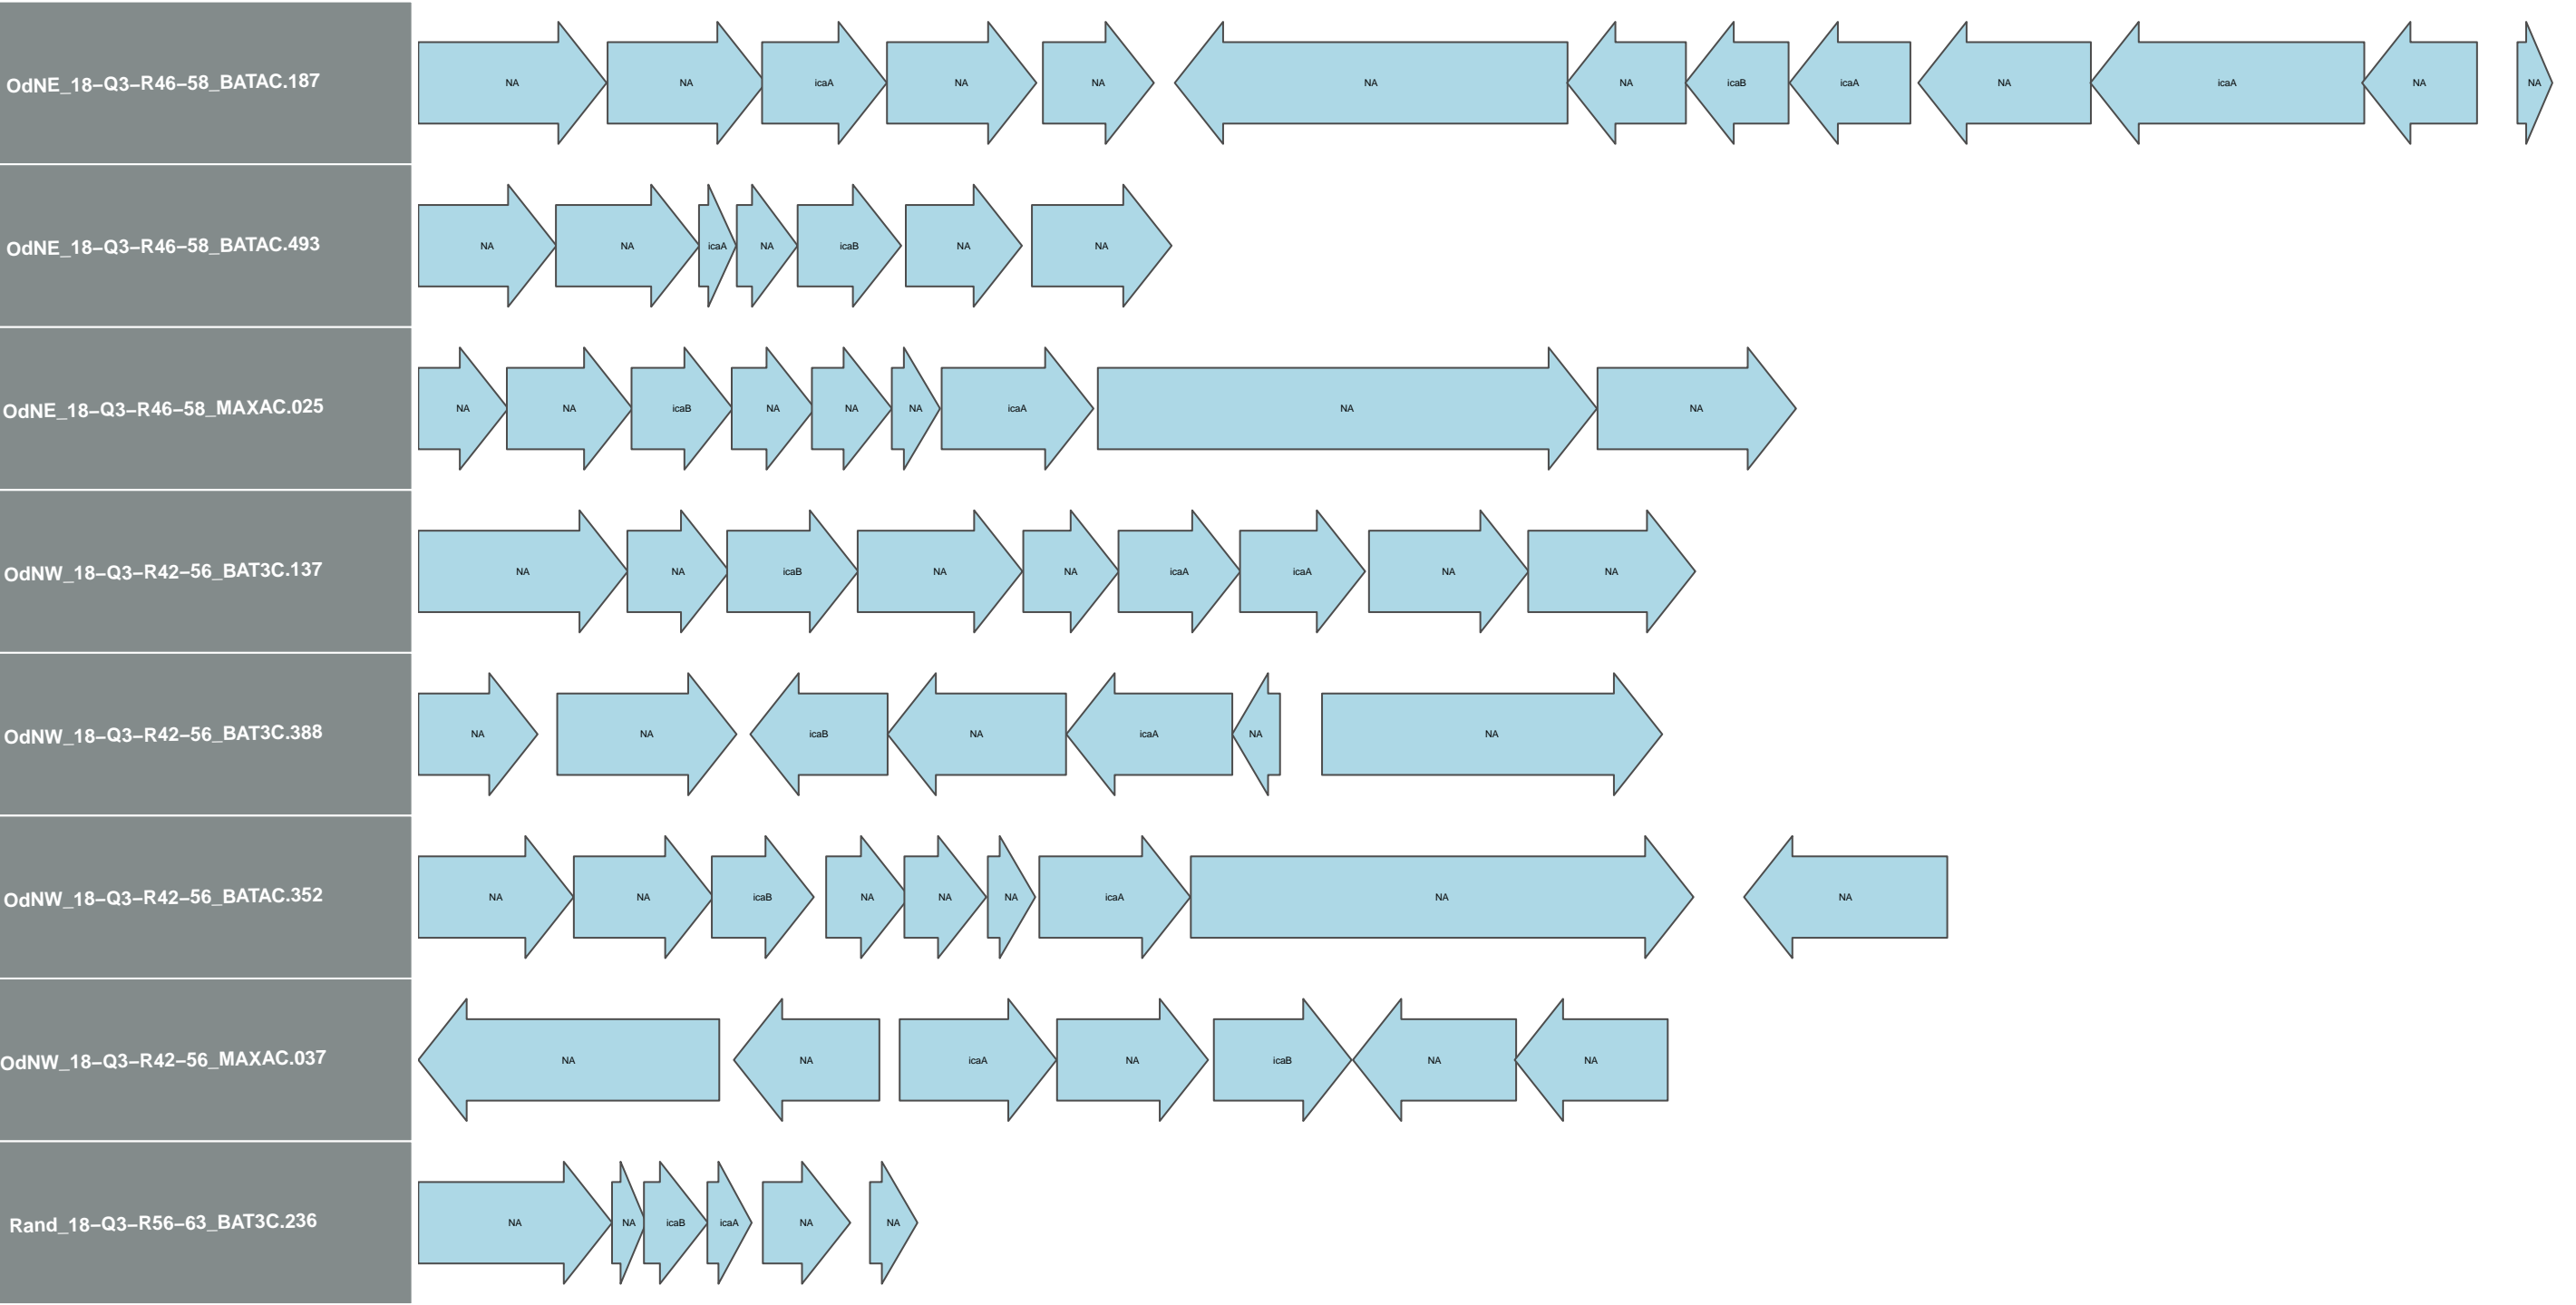 OdNE_18−Q3−R46−58_BATAC.187 NA NA icaA NA NA NA NA icaB icaA NA icaA NA NA
OdNE_18−Q3−R46−58_BATAC.493 NA NA icaA NA icaB NA NA
OdNE_18−Q3−R46−58_MAXAC.025 NA NA icaB NA NA NA icaA NA NA
OdNW_18−Q3−R42−56_BAT3C.137 NA NA icaB NA NA icaA icaA NA NA
OdNW_18−Q3−R42−56_BAT3C.388 NA NA icaB NA icaA NA NA
OdNW_18−Q3−R42−56_BATAC.352 NA NA icaB NA NA NA icaA NA NA
OdNW_18−Q3−R42−56_MAXAC.037 NA NA icaA NA icaB NA NA
Rand_18−Q3−R56−63_BAT3C.236 NA NA icaB icaA NA NA